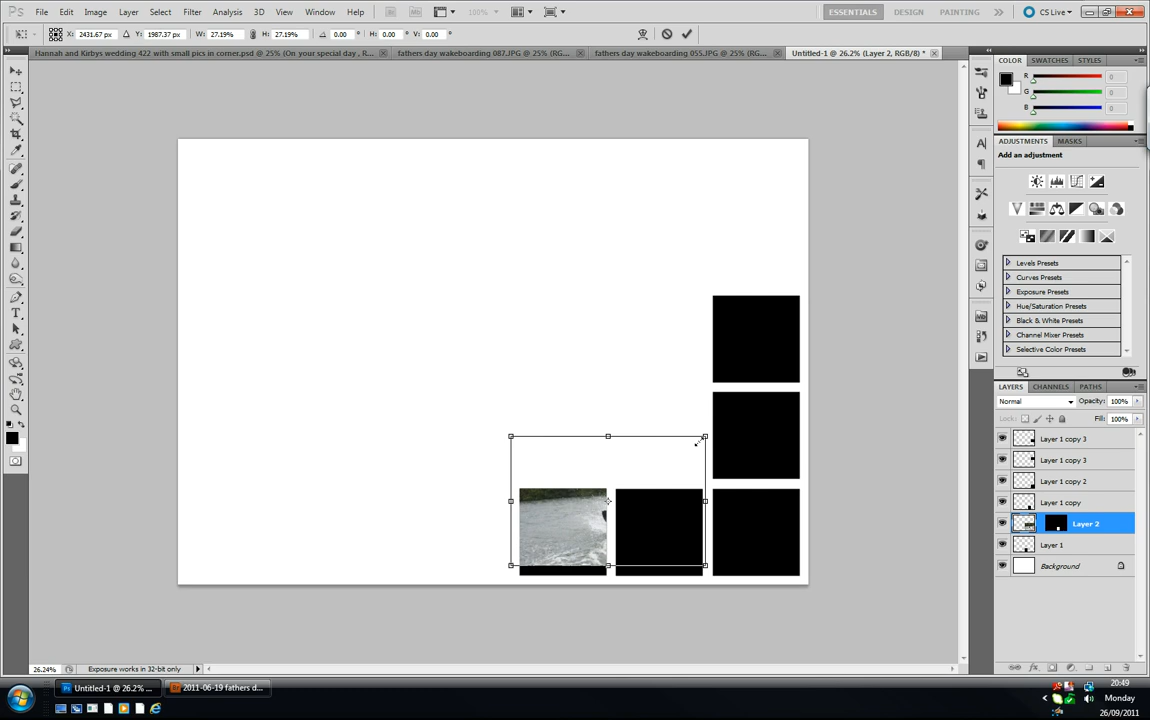 Ps File Edit Image Layer Select Filter Analysis 3D View Window Help Br Mb 100% ESSENTIALS DESIGN PAINTING >> CS Live
X: 2431.67 px Y: 1987.37 px W: 27.19% H: 27.19% 0.00 ° H: 0.00 ° V: 0.00 °
Hannah and Kirbys wedding 422 with small pics in corner.psd @ 25% (On your special day , R... fathers day wakeboarding 087.JPG @ 25% (RG... fathers day wakeboarding 055.JPG @ 25% (RG... Untitled-1 @ 26.2% (Layer 2, RGB/8) *
COLOR SWATCHES STYLES
R 0
G 0
B 0
ADJUSTMENTS MASKS
Add an adjustment
Levels Presets
Curves Presets
Exposure Presets
Hue/Saturation Presets
Black & White Presets
Channel Mixer Presets
Selective Color Presets
LAYERS CHANNELS PATHS
Normal Opacity: 100%
Lock: Fill: 100%
Layer 1 copy 3
Layer 1 copy 3
Layer 1 copy 2
Layer 1 copy
Layer 2
Layer 1
Background
26.24% Exposure works in 32-bit only
Untitled-1 @ 26.2% ... 2011-06-19 fathers d...
20:49
Monday
26/09/2011